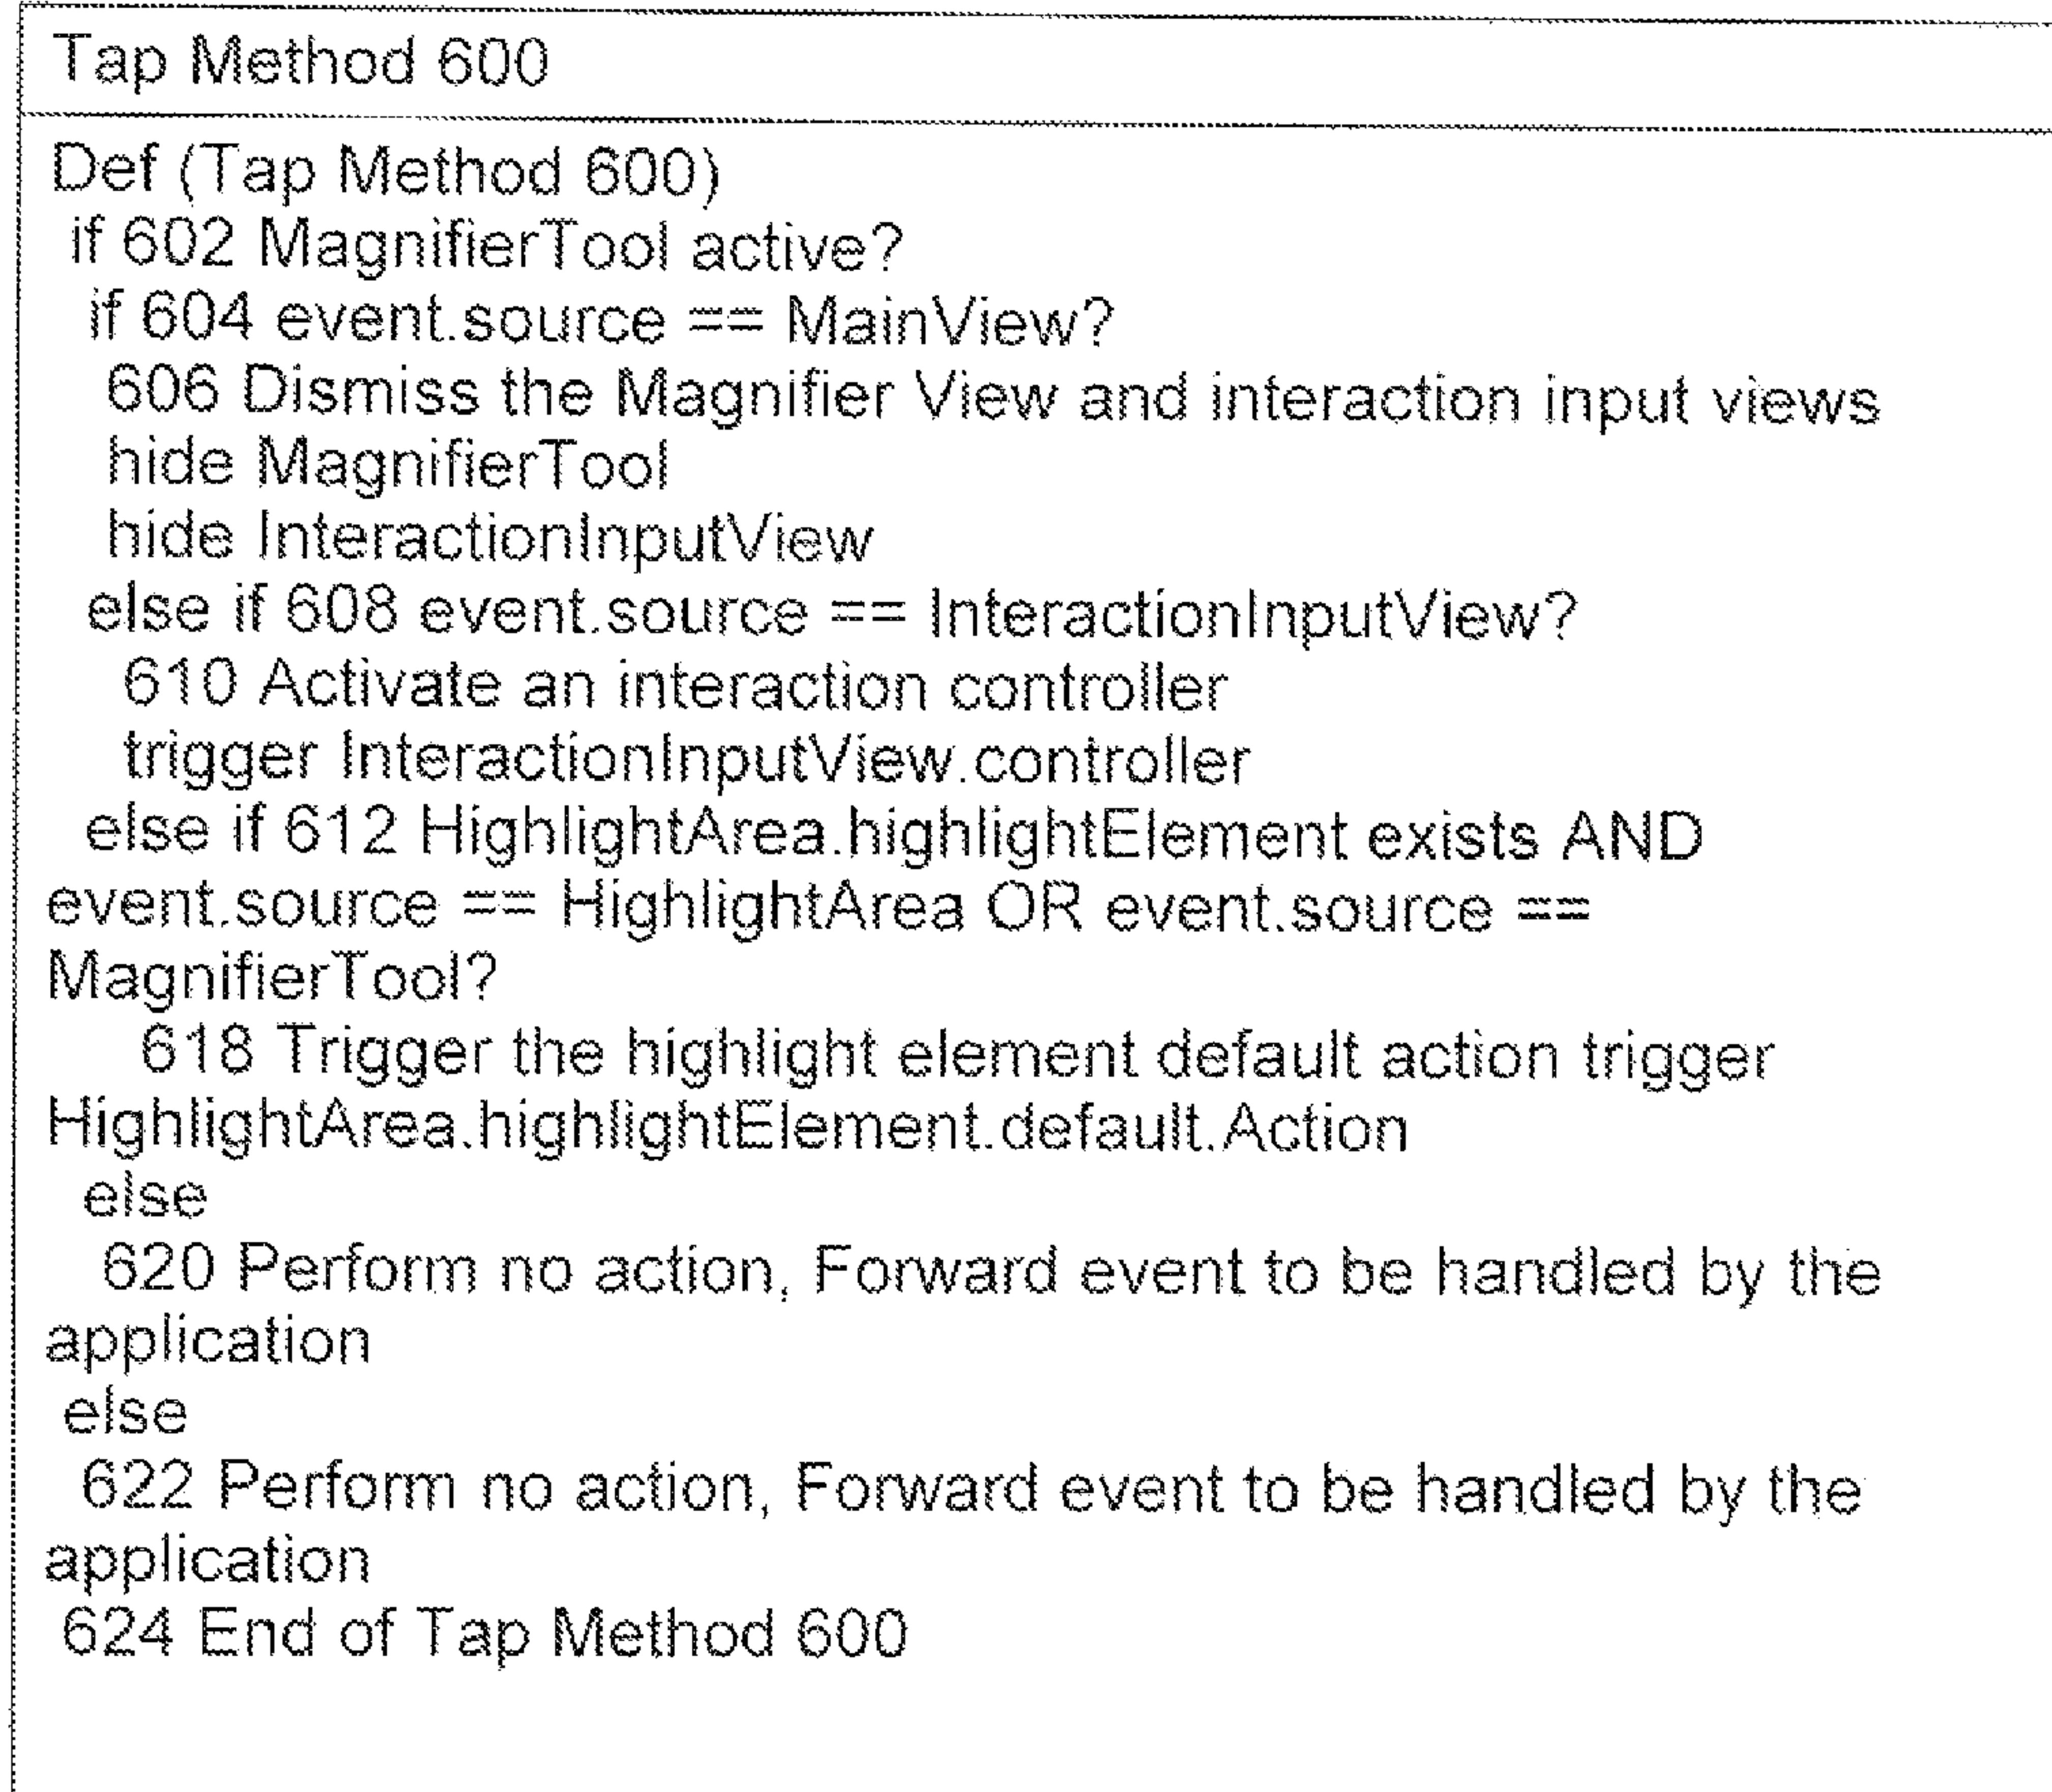 Tap Method 600
Def (Tap Method 600)
if 602 MagnifierTool active?
if 604 event.source == MainView?
606 Dismiss the Magnifier View and interaction input views
hide MagnifierTool
hide InteractionInputView
else if 608 event.source == InteractionInputView?
610 Activate an interaction controller
trigger InteractionInputView.controller
else if 612 HighlightArea.highlightElement exists AND
event.source == HighlightArea OR event.source ==
MagnifierTool?
618 Trigger the highlight element default action trigger
HighlightArea.highlightElement.default.Action
else
620 Perform no action, Forward event to be handled by the
application
else
622 Perform no action, Forward event to be handled by the
application
624 End of Tap Method 600